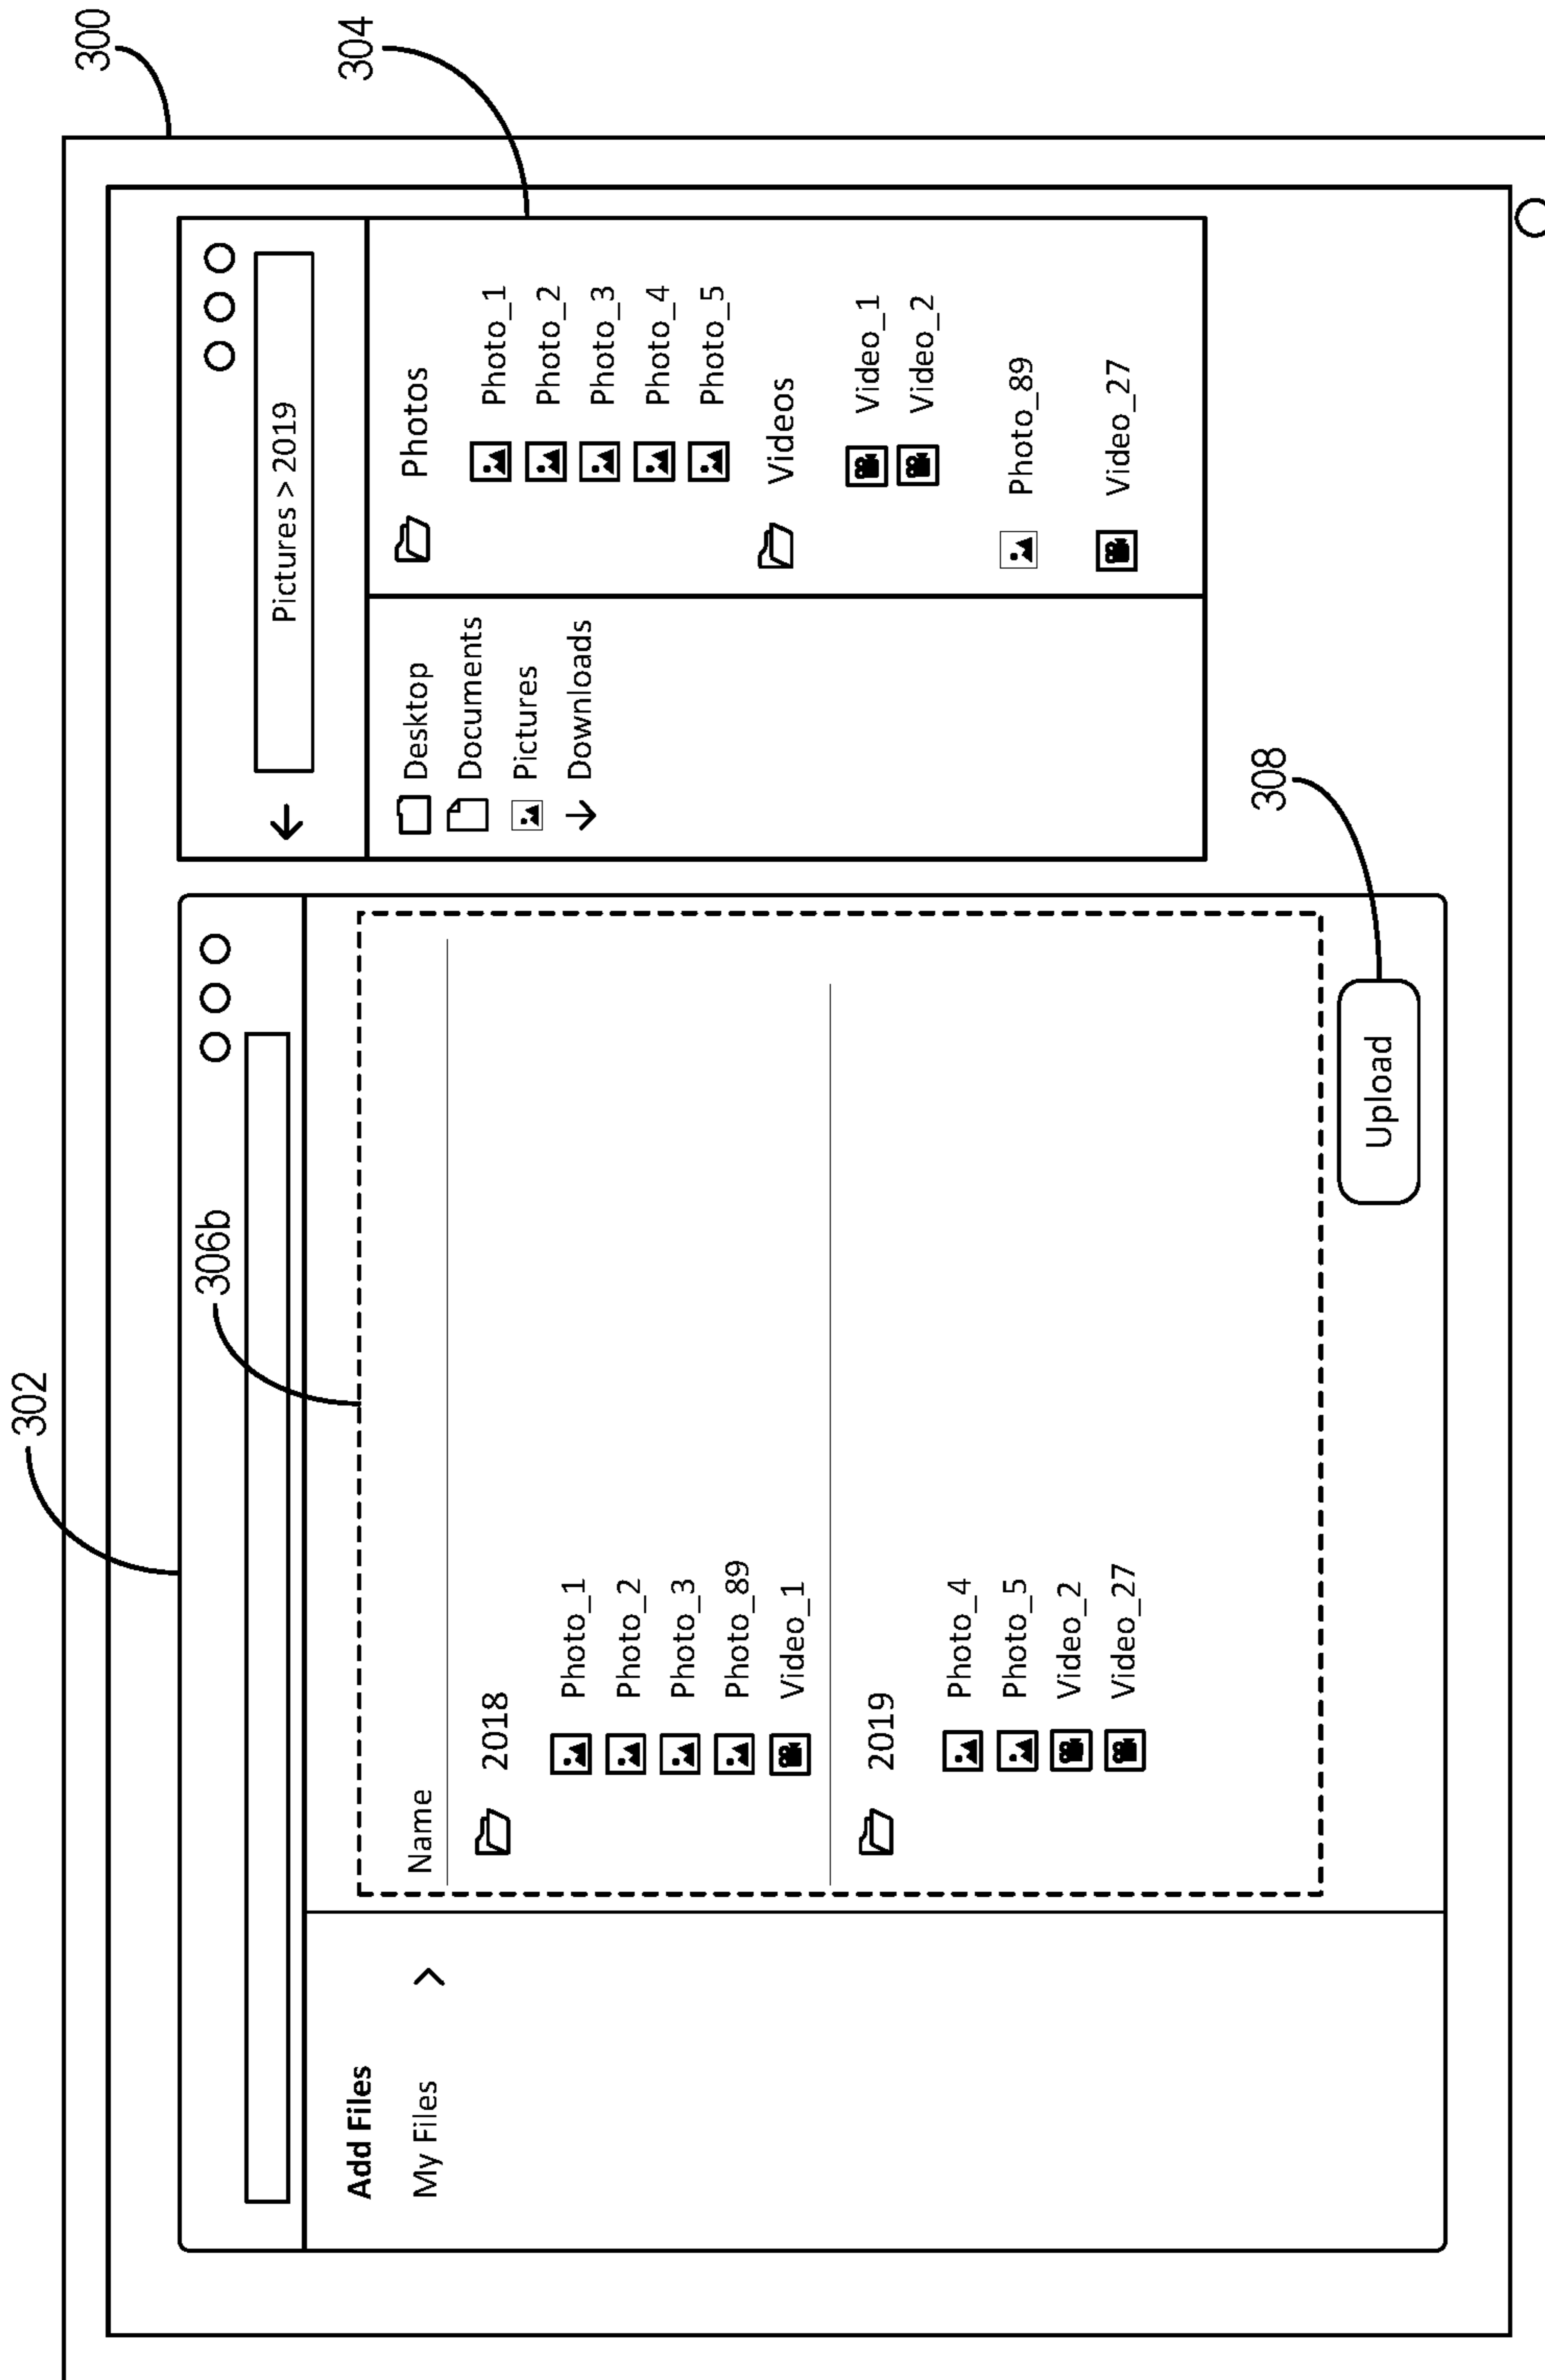 300
302
304
306b
Pictures > 2019
Add Files
My Files
>
Name
2018
Photo_1
Photo_2
Photo_3
Photo_89
Video_1
2019
Photo_4
Photo_5
Video_2
Video_27
Upload
308
Desktop
Documents
Pictures
Downloads
Photos
Photo_1
Photo_2
Photo_3
Photo_4
Photo_5
Videos
Video_1
Video_2
Photo_89
Video_27